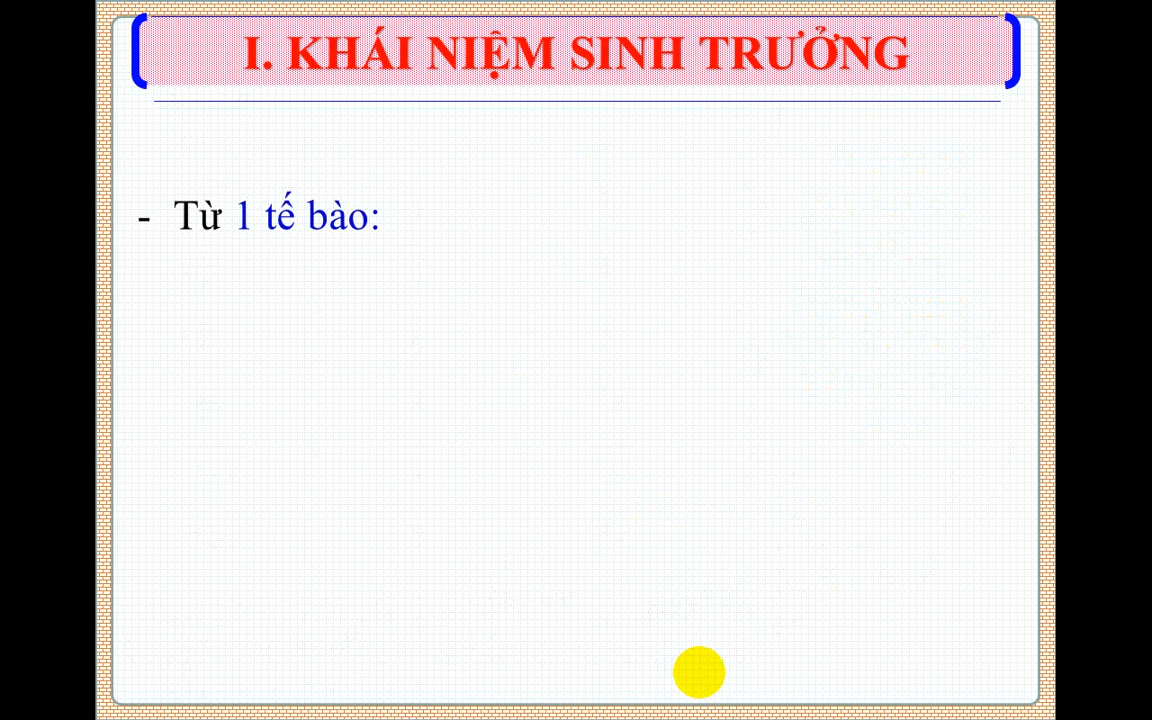 I. KHÁI NIỆM SINH TRƯỞNG
- Từ 1 tế bào: